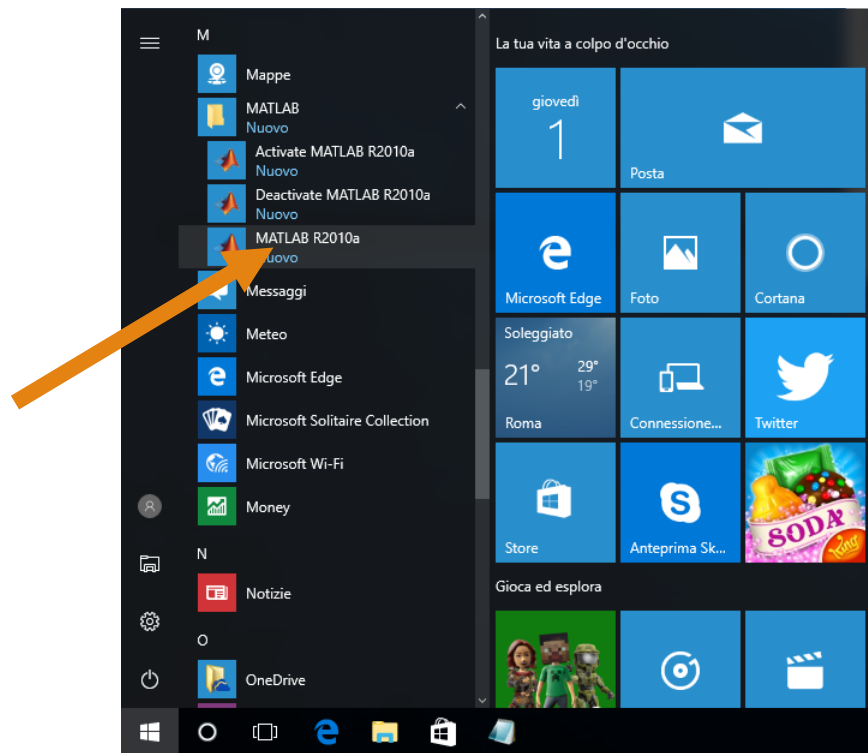 M
Mappe
MATLAB
Nuovo
Activate MATLAB R2010a
Nuovo
Deactivate MATLAB R2010a
Nuovo
MATLAB R2010a
Messaggi
Meteo
Microsoft Edge
Microsoft Solitaire Collection
Microsoft Wi-Fi
Money
N
Notizie
O
OneDrive
La tua vita a colpo d'occhio
giovedì
1
Posta
Microsoft Edge
Foto
Cortana
Soleggiato
21° 29°
19°
Roma
Connessione...
Twitter
Store
Anteprima Sk...
SODA
King
Gioca ed esplora